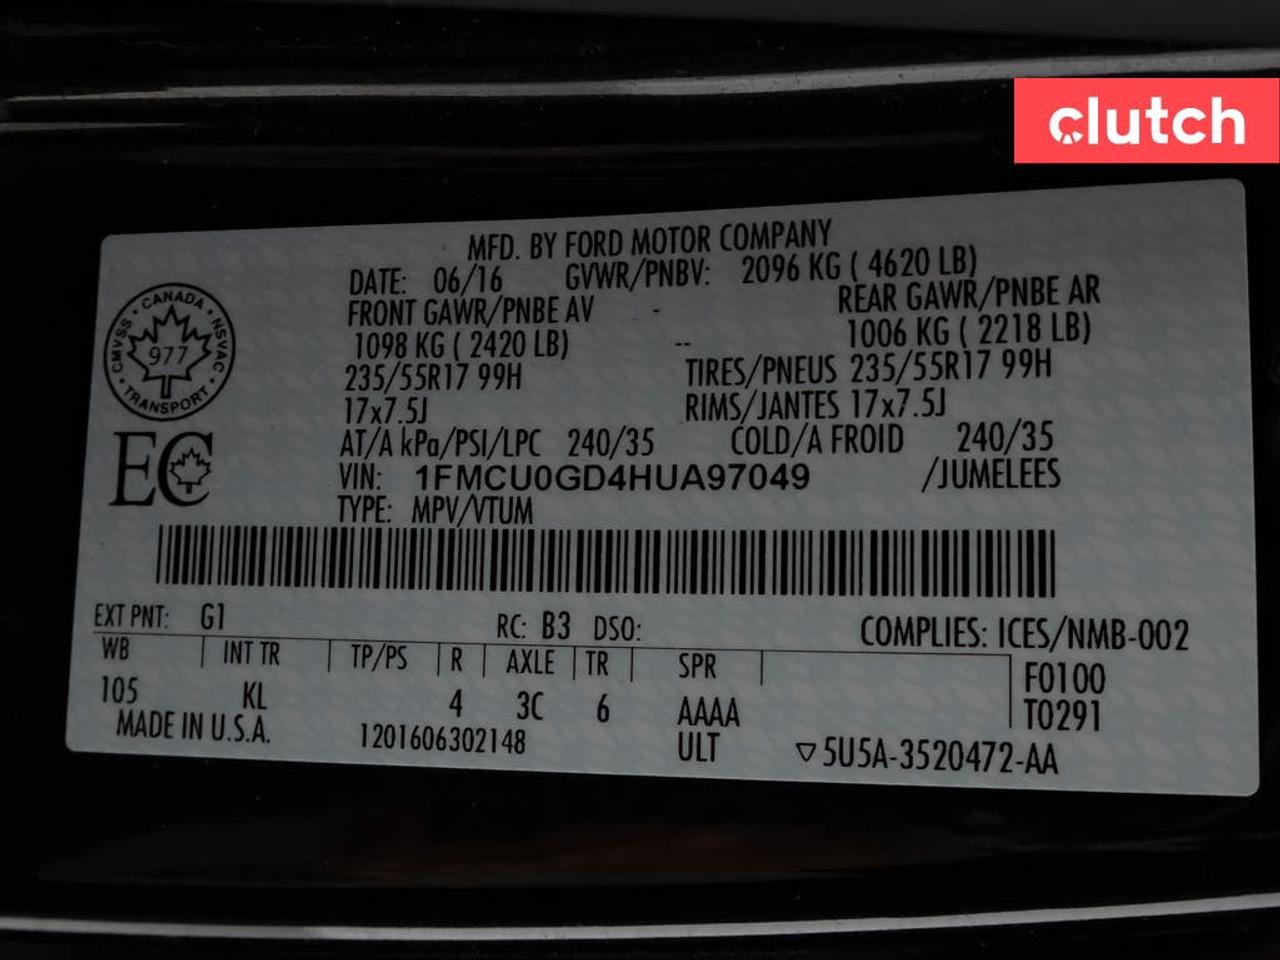 clutch
MFD. BY FORD MOTOR COMPANY
DATE: 06/16 GVWR/PNBV: 2096 KG ( 4620 LB)
FRONT GAWR/PNBE AV - REAR GAWR/PNBE AR
1098 KG ( 2420 LB) -- 1006 KG ( 2218 LB)
235/55R17 99H TIRES/PNEUS 235/55R17 99H
17x7.5J RIMS/JANTES 17x7.5J
AT/A kPa/PSI/LPC 240/35 COLD/A FROID 240/35
VIN: 1FMCU0GD4HUA97049 /JUMELEES
TYPE: MPV/VTUM
CANADA
CMVSS · NSVAC
977
TRANSPORT
EC
EXT PNT: G1 RC: B3 DSO: COMPLIES: ICES/NMB-002
WB INT TR TP/PS R AXLE TR SPR F0100
105 KL 4 3C 6 AAAA T0291
MADE IN U.S.A. 1201606302148 ULT ▽ 5U5A-3520472-AA